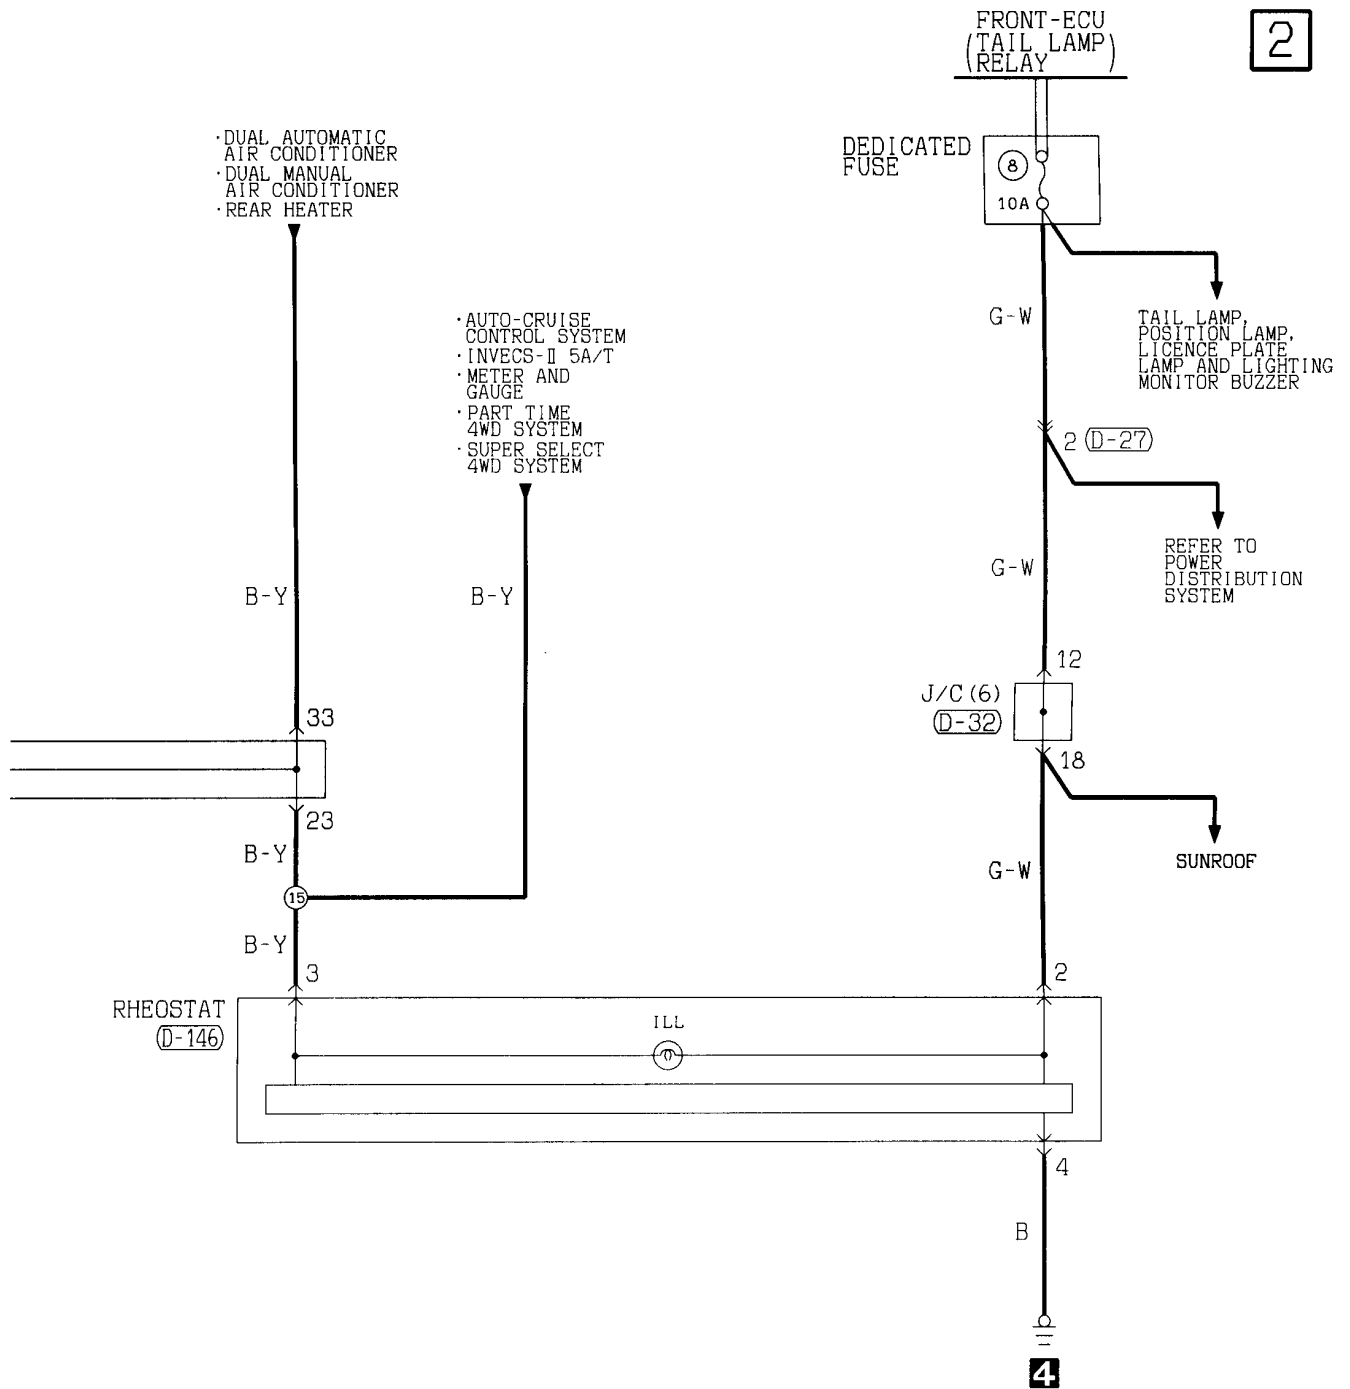 FRONT-ECU
(TAIL LAMP
RELAY)
2
DEDICATED
FUSE
8
10A
·DUAL AUTOMATIC
AIR CONDITIONER
·DUAL MANUAL
AIR CONDITIONER
·REAR HEATER
·AUTO-CRUISE
CONTROL SYSTEM
·INVECS-Ⅱ 5A/T
·METER AND
GAUGE
·PART TIME
4WD SYSTEM
·SUPER SELECT
4WD SYSTEM
G-W
TAIL LAMP,
POSITION LAMP,
LICENCE PLATE
LAMP AND LIGHTING
MONITOR BUZZER
2 (D-27)
REFER TO
POWER
DISTRIBUTION
SYSTEM
B-Y
B-Y
G-W
12
J/C(6)
(D-32)
33
18
23
B-Y
SUNROOF
G-W
15
B-Y
3
2
RHEOSTAT
(D-146)
ILL
4
B
4